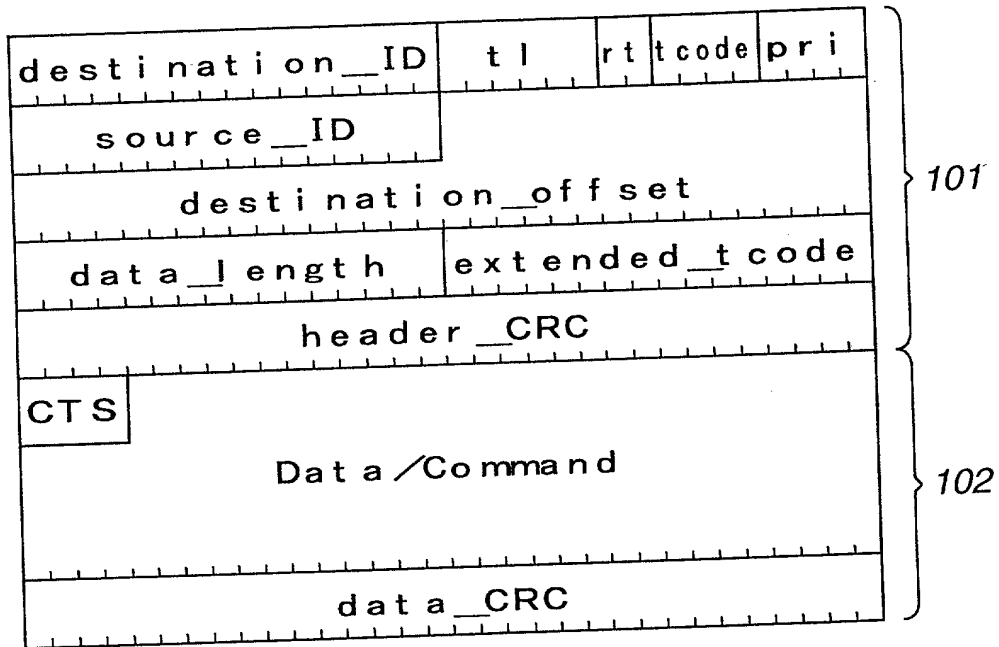 destination_ID tl rt tcode pri
source_ID
destination_offset
101
data_length extended_tcode
header_CRC
CTS
Data/Command
102
data_CRC